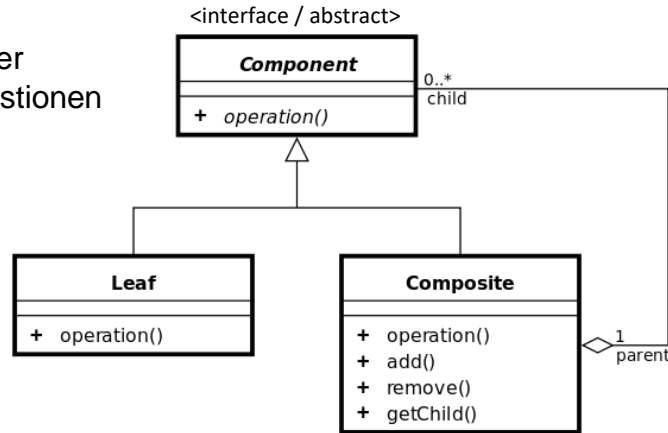 <interface / abstract>
er
stionen
Component
+ operation()
0..*
child
Leaf
+ operation()
Composite
+ operation()
+ add()
+ remove()
+ getChild()
1
parent